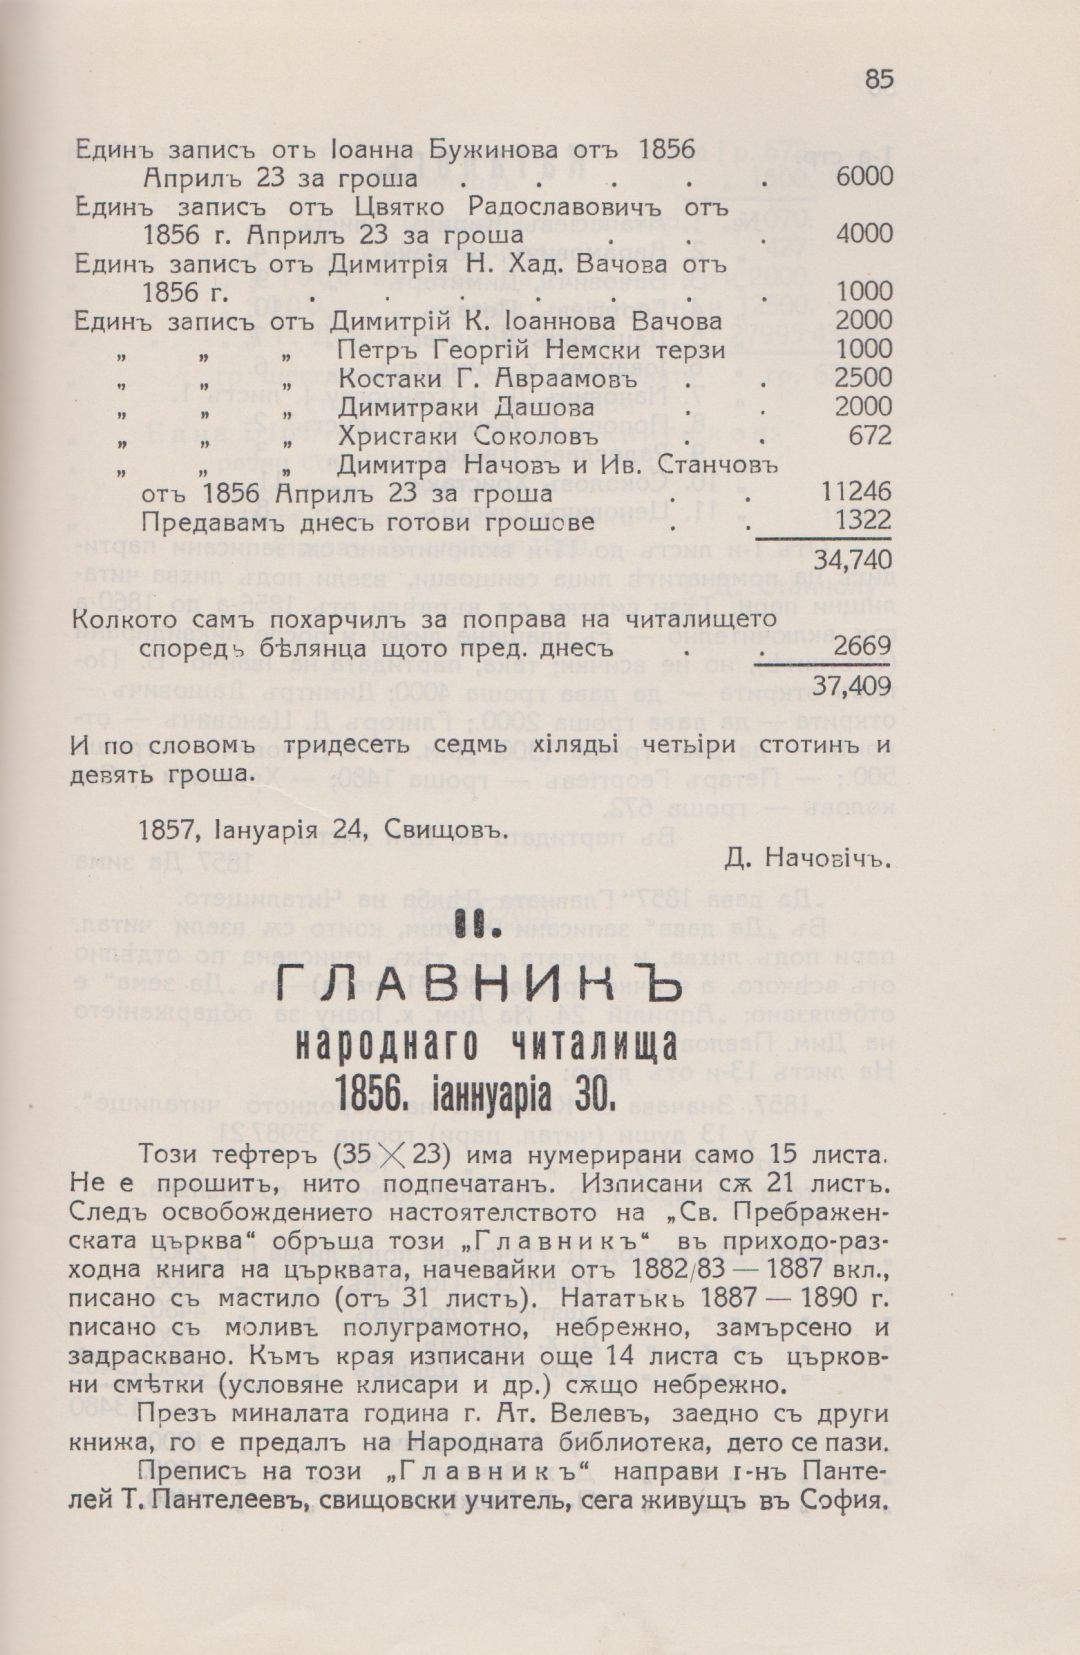 85
Единъ записъ отъ Іоанна Бужинова отъ 1856
Априлъ 23 за гроша . . . . . 6000
Единъ записъ отъ Цвятко Радославовичъ отъ
1856 г. Априлъ 23 за гроша . . . 4000
Единъ записъ отъ Димитрія Н. Хад. Вачова отъ
1856 г. . . . . . . . 1000
Единъ записъ отъ Димитрій К. Іоаннова Вачова 2000
„ „ „ Петръ Георгій Немски терзи 1000
„ „ „ Костаки Г. Авраамовъ . . 2500
„ „ „ Димитраки Дашова . . 2000
„ „ „ Христаки Соколовъ . . 672
„ „ „ Димитра Начовъ и Ив. Станчовъ
отъ 1856 Априлъ 23 за гроша . . 11246
Предавамъ днесъ готови грошове . . 1322
34,740
Колкото самъ похарчилъ за поправа на читалището
споредъ бѣлянца щото пред. днесъ . . 2669
37,409
И по словомъ тридесеть седмь хілядьі четьіри стотинъ и
девять гроша.
1857, Іануарія 24, Свищовъ.
Д. Начовічъ.
II.
ГЛАВНИКЪ
народнаго читалища
1856. іаннуаріа 30.
Този тефтеръ (35×23) има нумерирани само 15 листа.
Не е прошитъ, нито подпечатанъ. Изписани сѫ 21 листъ.
Следъ освобождението настоятелството на „Св. Пребражен-
ската църква“ обръща този „Главникъ“ въ приходо-раз-
ходна книга на църквата, начевайки отъ 1882/83 — 1887 вкл.,
писано съ мастило (отъ 31 листъ). Нататъкъ 1887 — 1890 г.
писано съ моливъ полуграмотно, небрежно, замърсено и
задрасквано. Къмъ края изписани още 14 листа съ църков-
ни смѣтки (условяне клисари и др.) сѫщо небрежно.
Презъ миналата година г. Ат. Велевъ, заедно съ други
книжа, го е предалъ на Народната библиотека, дето се пази.
Преписъ на този „Главникъ“ направи г-нъ Панте-
лей Т. Пантелеевъ, свищовски учитель, сега живущъ въ София.